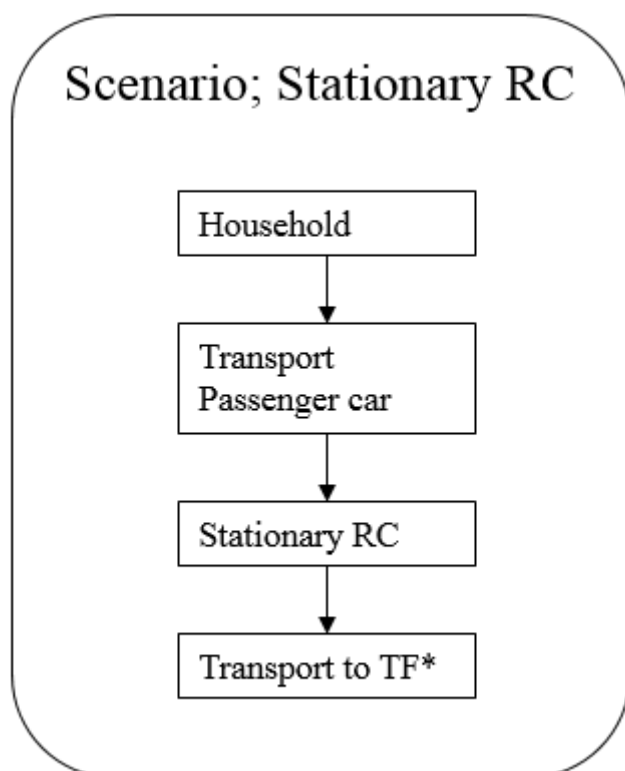 Scenario; Stationary RC
Household
Transport
Passenger car
Stationary RC
Transport to TF*